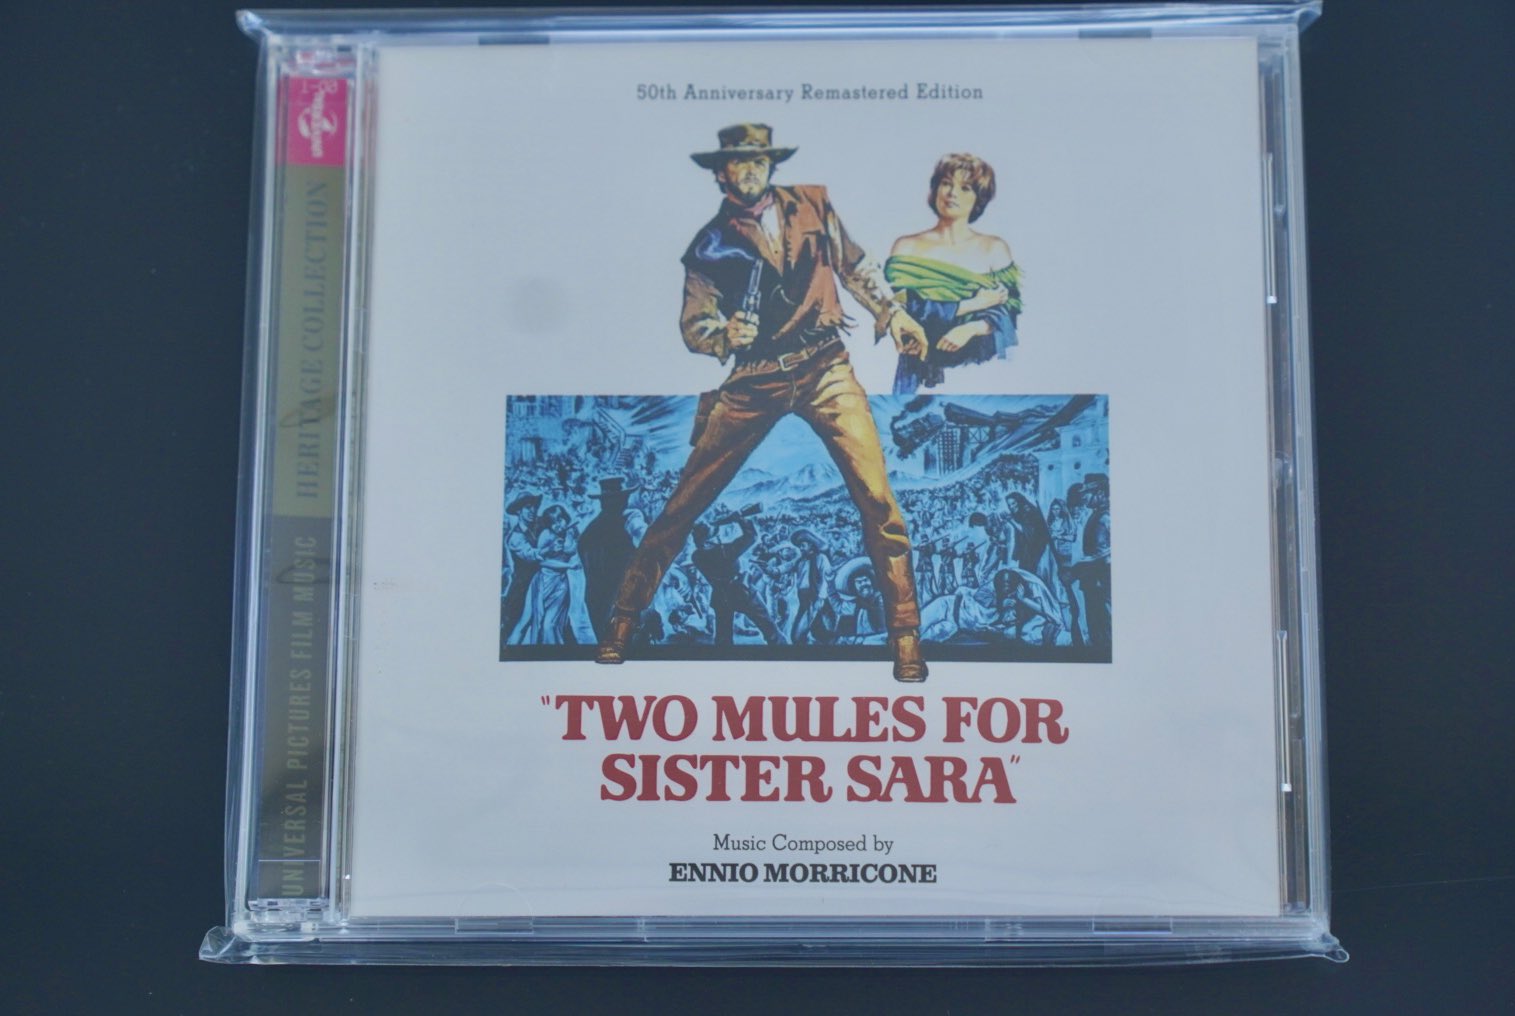 50th Anniversary Remastered Edition
"TWO MULES FOR
SISTER SARA"
Music Composed by
ENNIO MORRICONE
UNIVERSAL PICTURES FILM MUSIC
HERITAGE COLLECTION